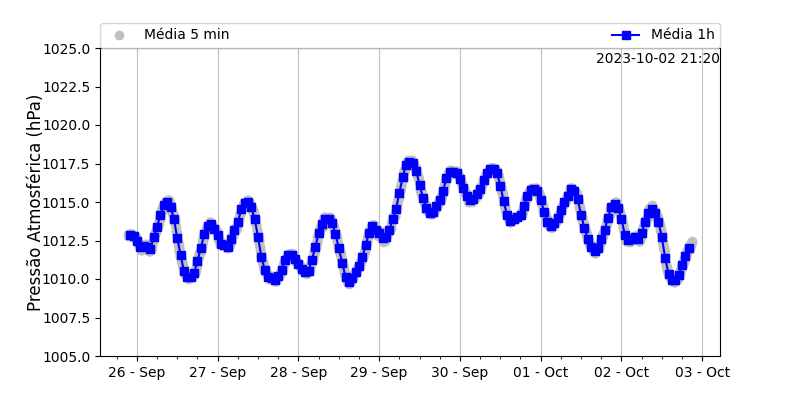 Média 5 min
Média 1h
2023-10-02 21:20
Pressão Atmosférica (hPa)
1025.0
1022.5
1020.0
1017.5
1015.0
1012.5
1010.0
1007.5
1005.0
26 - Sep
27 - Sep
28 - Sep
29 - Sep
30 - Sep
01 - Oct
02 - Oct
03 - Oct